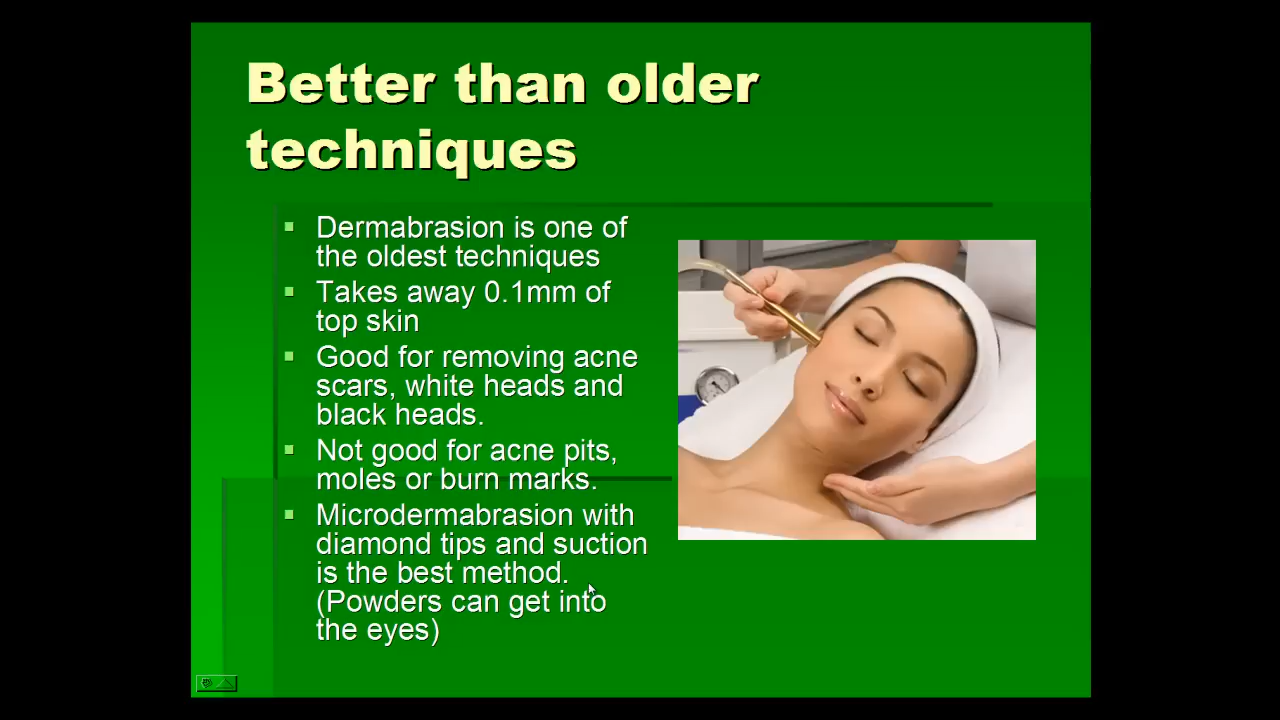 Better than older
techniques
Dermabrasion is one of
the oldest techniques
Takes away 0.1mm of
top skin
Good for removing acne
scars, white heads and
black heads.
Not good for acne pits,
moles or burn marks.
Microdermabrasion with
diamond tips and suction
is the best method.
(Powders can get into
the eyes)